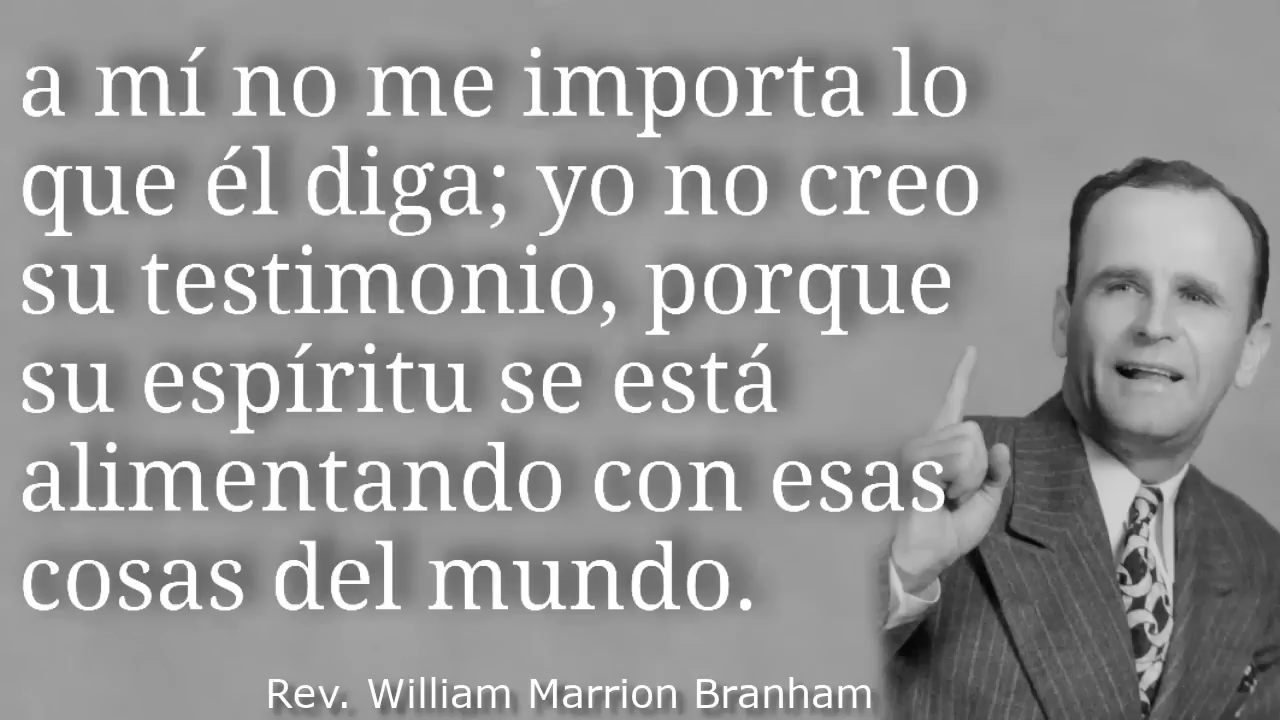 a mí no me importa lo
que él diga; yo no creo
su testimonio, porque
su espíritu se está
alimentando con esas
cosas del mundo.
Rev. William Marrion Branham